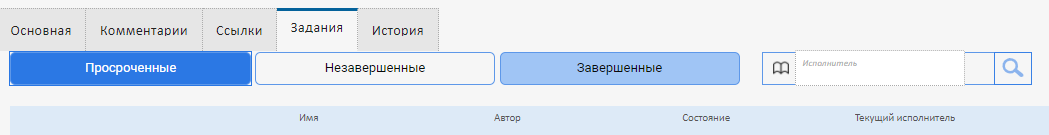 Основная Комментарии Ссылки Задания История
Просроченные Незавершенные Завершенные Исполнитель
Имя Автор Состояние Текущий исполнитель